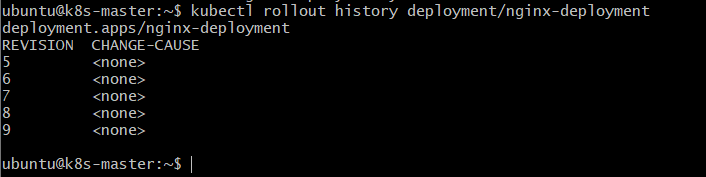 ubuntu@k8s-master:~$ kubectl rollout history deployment/nginx-deployment
deployment.apps/nginx-deployment
REVISION  CHANGE-CAUSE
5         <none>
6         <none>
7         <none>
8         <none>
9         <none>
ubuntu@k8s-master:~$